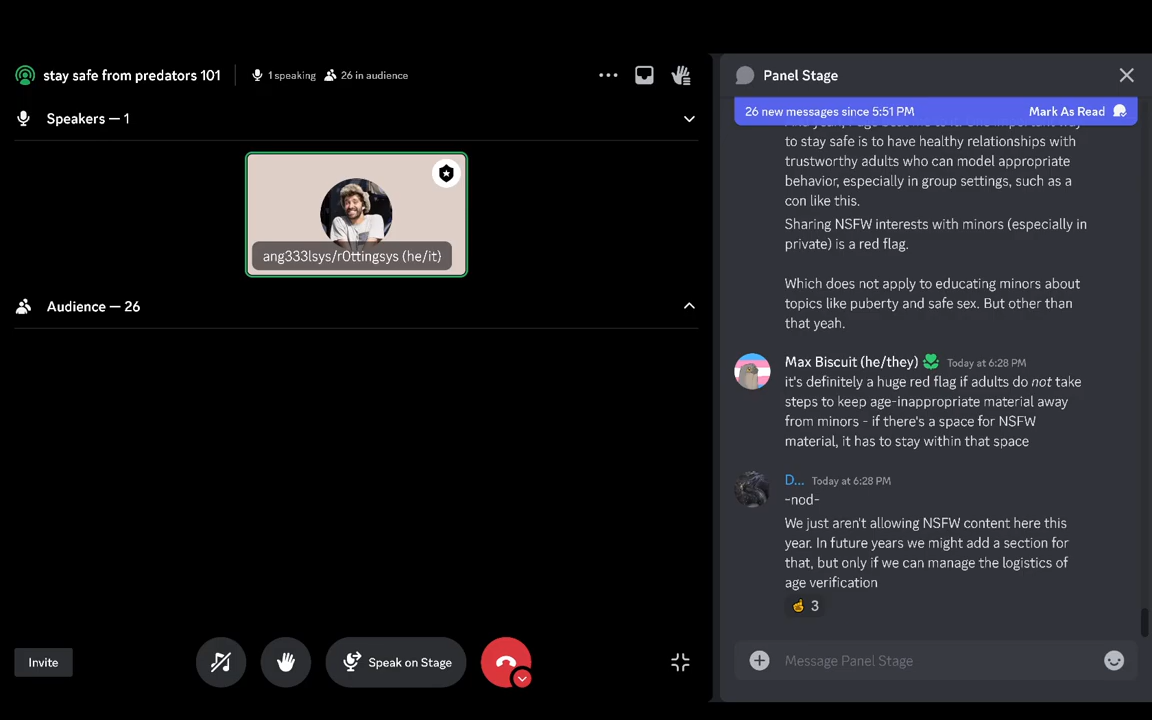 stay safe from predators 101
1 speaking
26 in audience
Speakers — 1
ang333lsys/r0ttingsys (he/it)
Audience — 26
Invite
Speak on Stage
Panel Stage
26 new messages since 5:51 PM
Mark As Read
to stay safe is to have healthy relationships with
trustworthy adults who can model appropriate
behavior, especially in group settings, such as a
con like this.
Sharing NSFW interests with minors (especially in
private) is a red flag.
Which does not apply to educating minors about
topics like puberty and safe sex. But other than
that yeah.
Max Biscuit (he/they)
Today at 6:28 PM
it's definitely a huge red flag if adults do not take
steps to keep age-inappropriate material away
from minors - if there's a space for NSFW
material, it has to stay within that space
D...
Today at 6:28 PM
-nod-
We just aren't allowing NSFW content here this
year. In future years we might add a section for
that, but only if we can manage the logistics of
age verification
3
Message Panel Stage